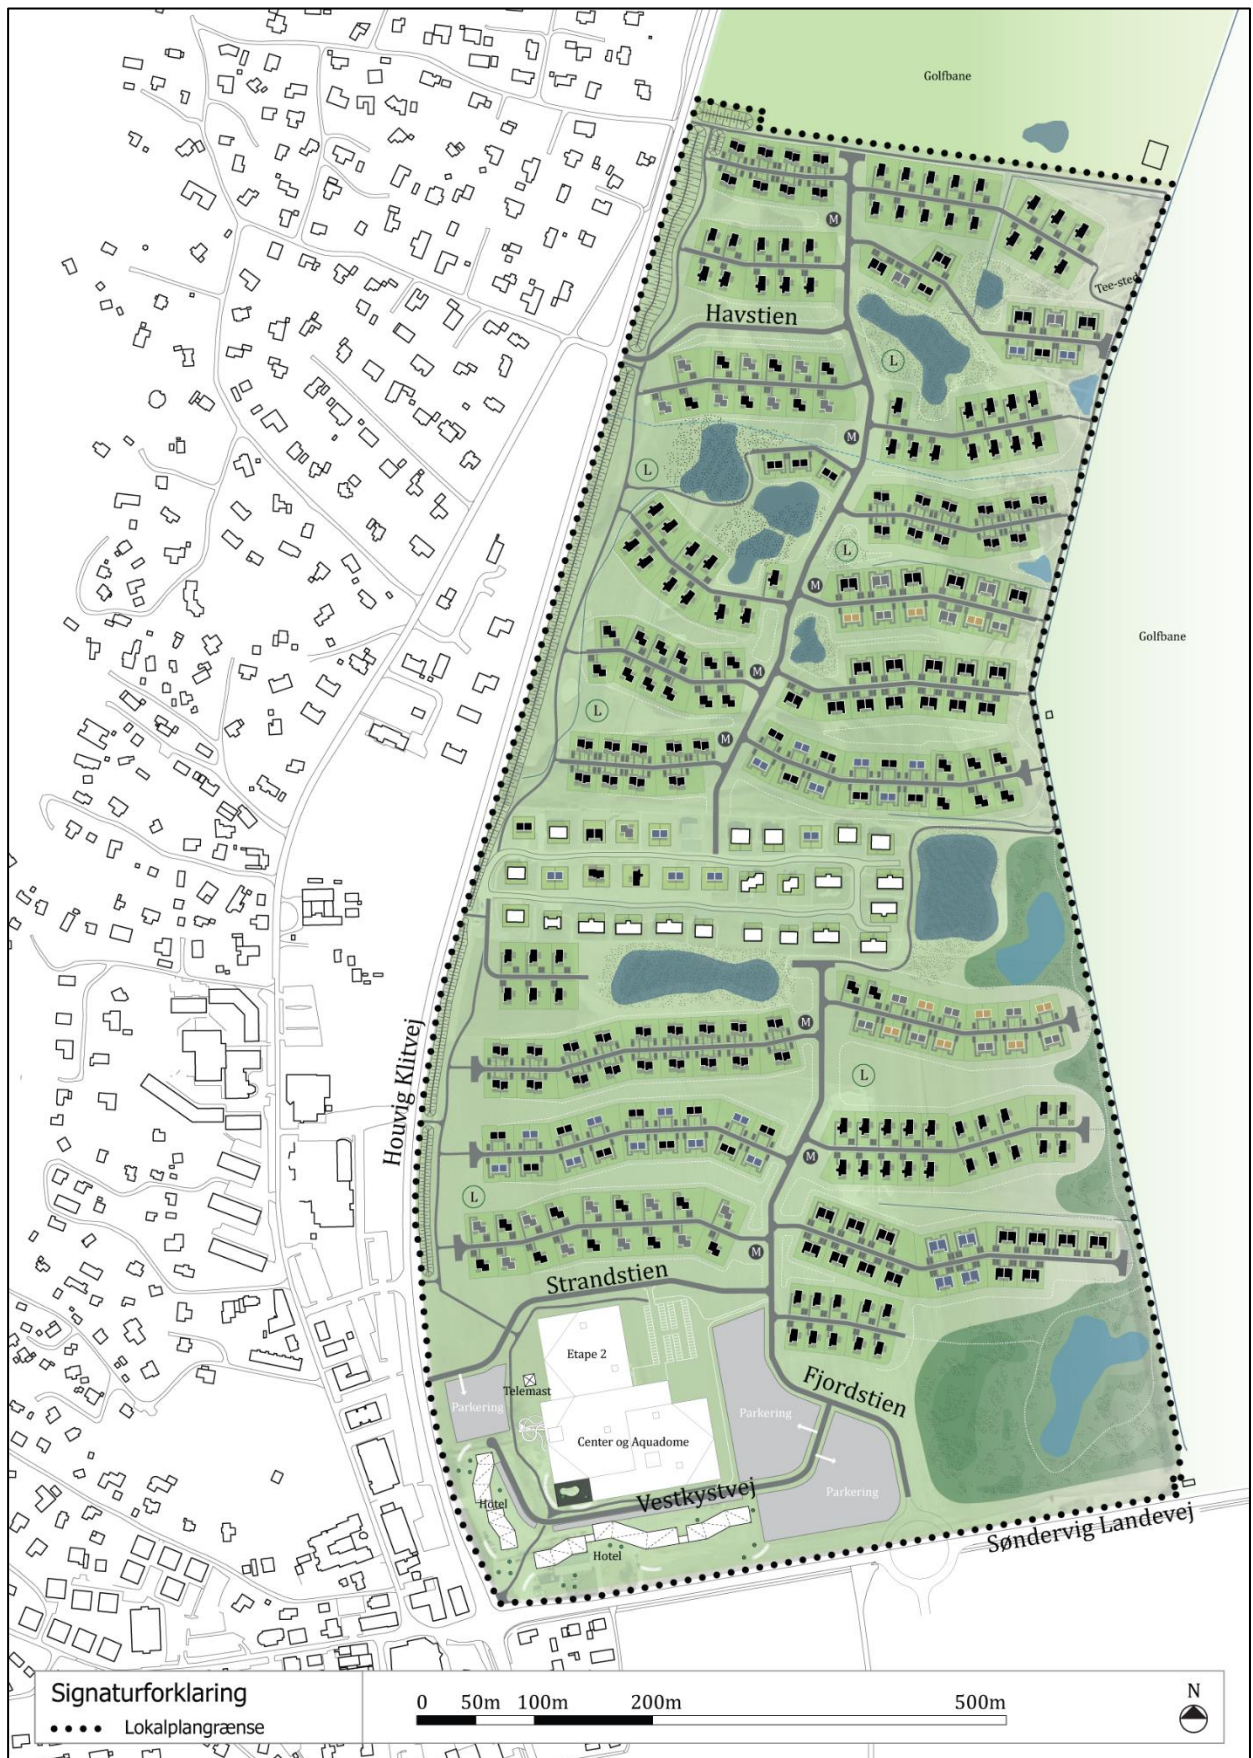 Golfbane
M
Tee-sted
Havstien
L
M
L
L
M
Golfbane
M
L
M
M
Houvig Klitvej
L
M
L
M
Strandstien
Etape 2
Telemast
Fjordstien
Parkering
Parkering
Center og Aquadome
Parkering
Vestkystvej
Hotel
Hotel
Søndervig Landevej
Signaturforklaring
Lokalplangrænse
0 50m 100m 200m 500m
N